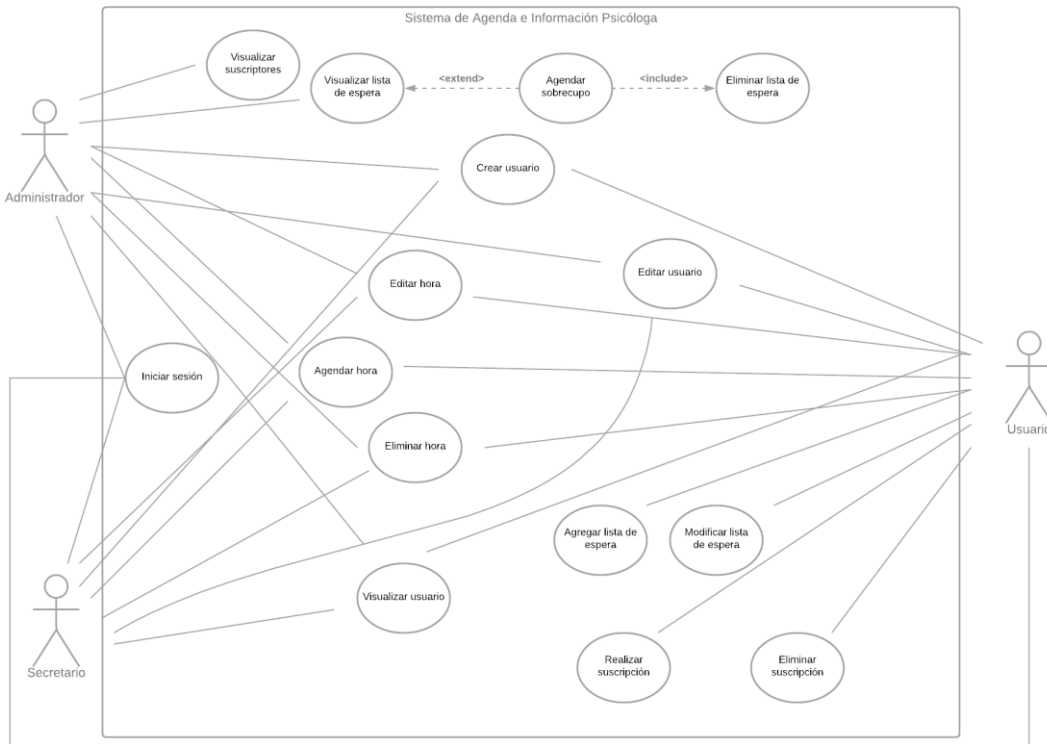 Sistema de Agenda e Información Psicóloga
Visualizar
suscriptores
Visualizar lista
de espera
<extend>
Agendar
sobrecupo
<include>
Eliminar lista de
espera
Administrador
Crear usuario
Editar hora
Editar usuario
Iniciar sesión
Agendar hora
Usuario
Eliminar hora
Agregar lista de
espera
Modificar lista
de espera
Visualizar usuario
Secretario
Realizar
suscripción
Eliminar
suscripción